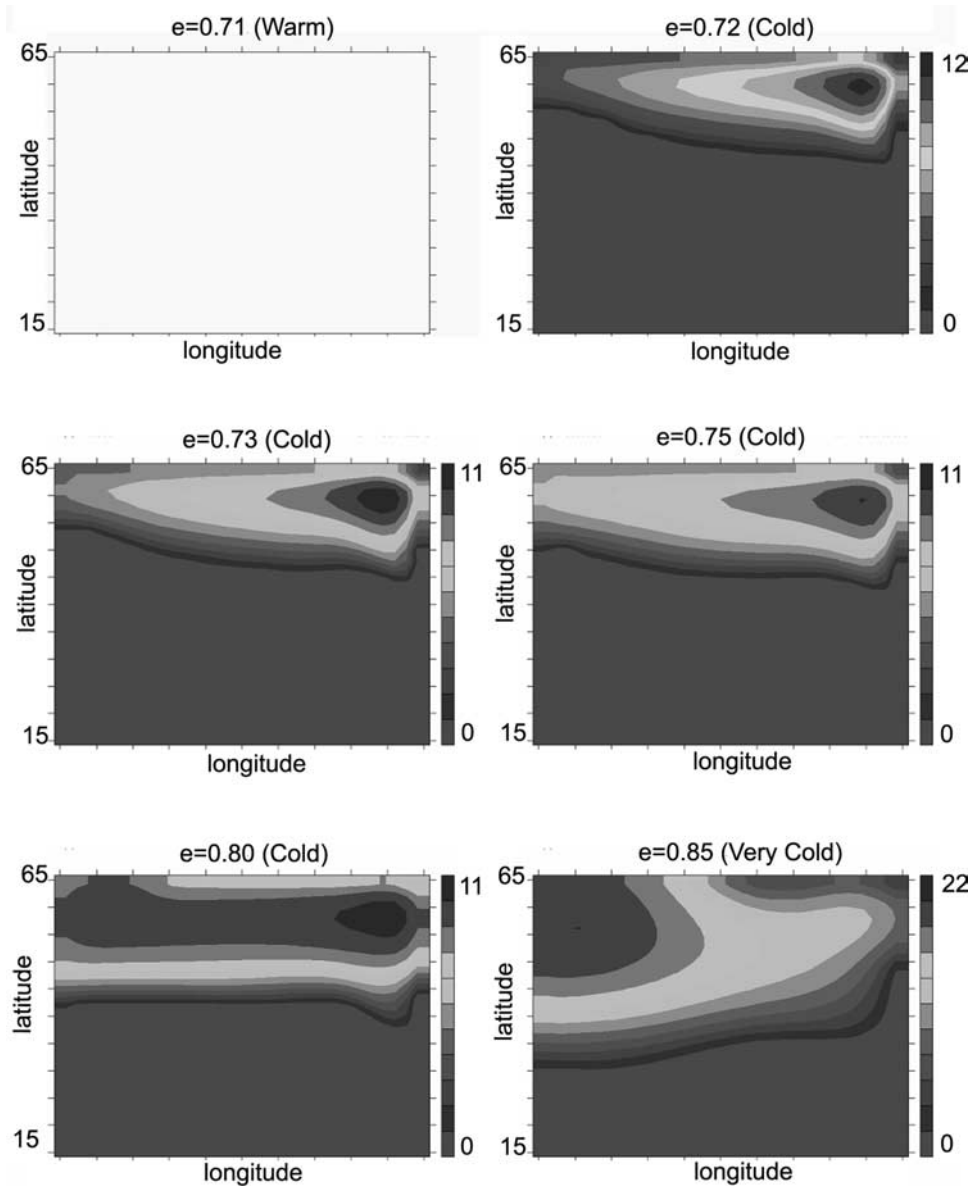 e=0.71 (Warm)
65
latitude
15
longitude
e=0.72 (Cold)
65
latitude
15
longitude
12
0
e=0.73 (Cold)
65
latitude
15
longitude
11
0
e=0.75 (Cold)
65
latitude
15
longitude
11
0
e=0.80 (Cold)
65
latitude
15
longitude
11
0
e=0.85 (Very Cold)
65
latitude
15
longitude
22
0